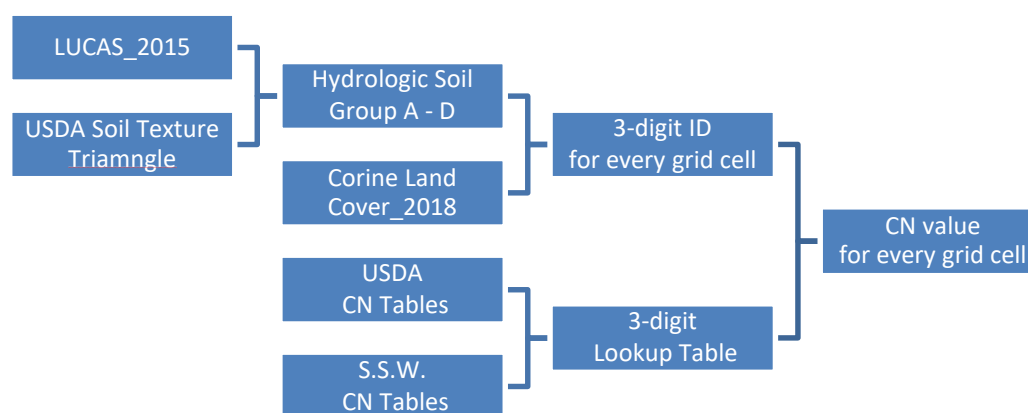 LUCAS_2015
USDA Soil Texture
Triamngle
Hydrologic Soil
Group A - D
Corine Land
Cover_2018
USDA
CN Tables
S.S.W.
CN Tables
3-digit ID
for every grid cell
3-digit
Lookup Table
CN value
for every grid cell